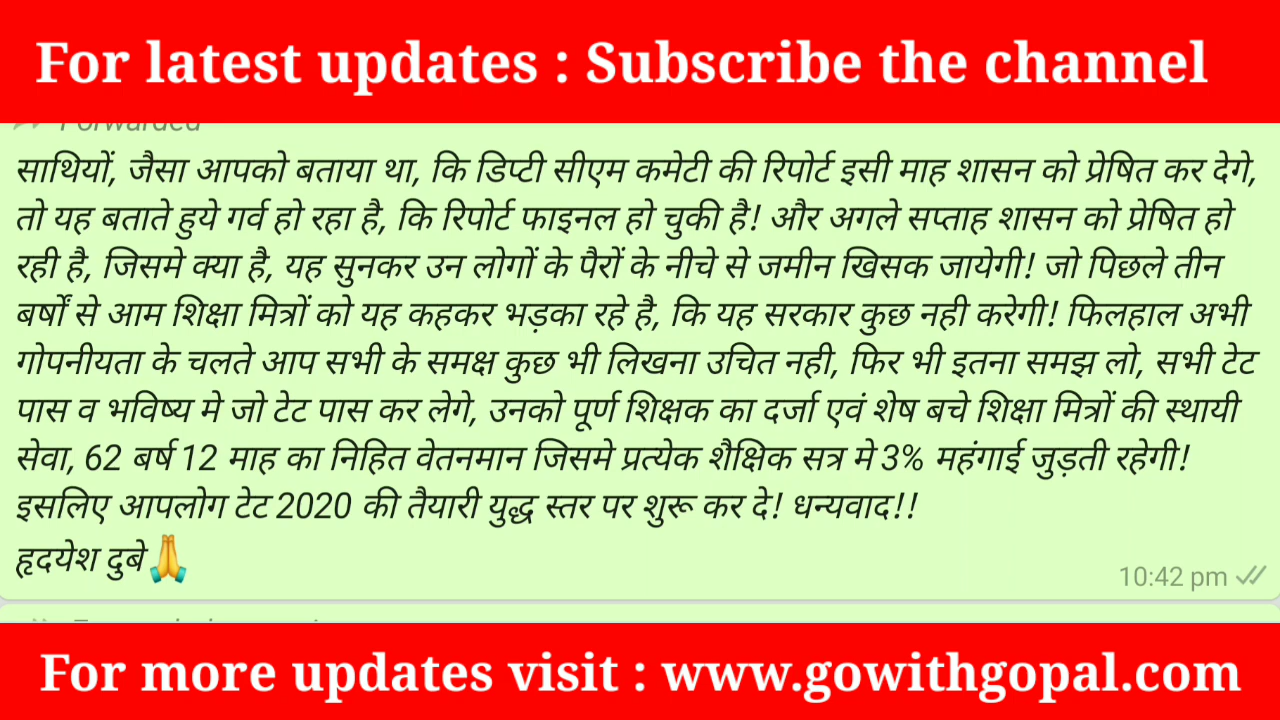 For latest updates : Subscribe the channel
Forwarded
साथियों, जैसा आपको बताया था, कि डिप्टी सीएम कमेटी की रिपोर्ट इसी माह शासन को प्रेषित कर देगे,
तो यह बताते हुये गर्व हो रहा है, कि रिपोर्ट फाइनल हो चुकी है! और अगले सप्ताह शासन को प्रेषित हो
रही है, जिसमे क्या है, यह सुनकर उन लोगों के पैरों के नीचे से जमीन खिसक जायेगी! जो पिछले तीन
बर्षों से आम शिक्षा मित्रों को यह कहकर भड़का रहे है, कि यह सरकार कुछ नही करेगी! फिलहाल अभी
गोपनीयता के चलते आप सभी के समक्ष कुछ भी लिखना उचित नही, फिर भी इतना समझ लो, सभी टेट
पास व भविष्य मे जो टेट पास कर लेगे, उनको पूर्ण शिक्षक का दर्जा एवं शेष बचे शिक्षा मित्रों की स्थायी
सेवा, 62 बर्ष 12 माह का निहित वेतनमान जिसमे प्रत्येक शैक्षिक सत्र मे 3% महंगाई जुड़ती रहेगी!
इसलिए आपलोग टेट 2020 की तैयारी युद्ध स्तर पर शुरू कर दे! धन्यवाद!!
हृदयेश दुबे🙏
10:42 pm
For more updates visit : www.gowithgopal.com